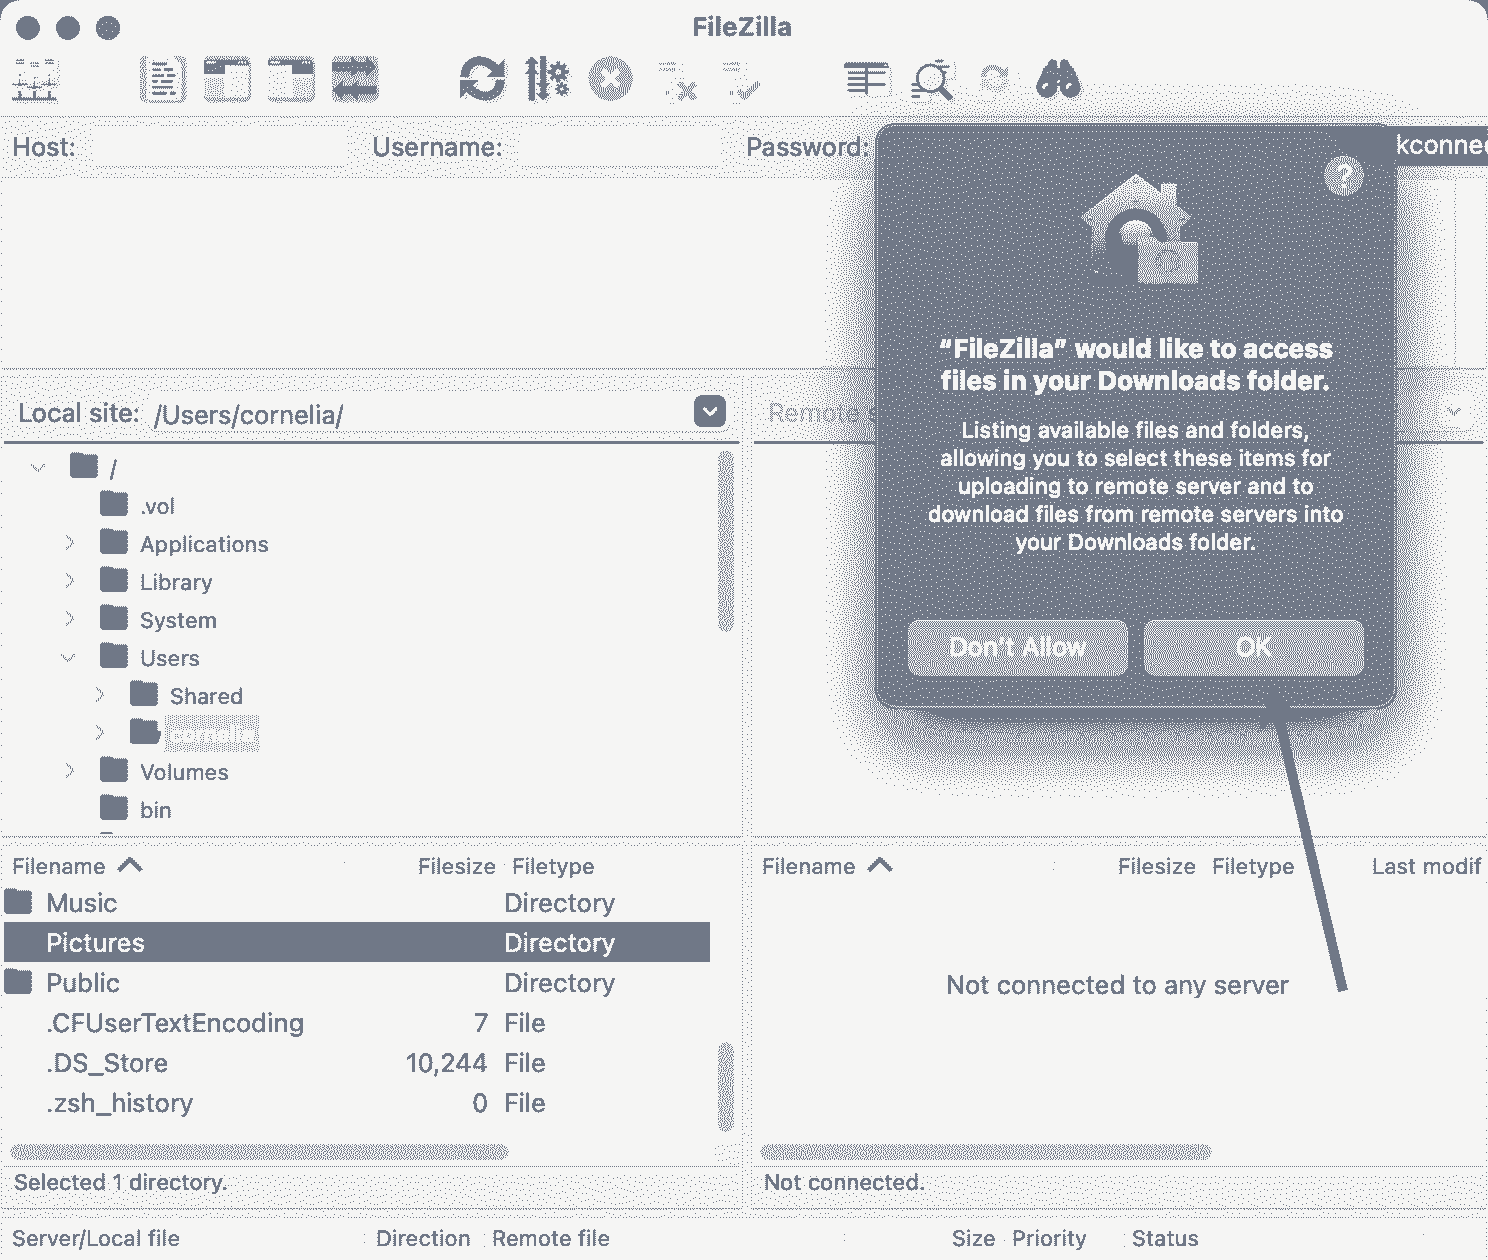 FileZilla
Host:
Username:
Password:
kconnec
?
“FileZilla” would like to access
files in your Downloads folder.
Listing available files and folders,
allowing you to select these items for
uploading to remote server and to
download files from remote servers into
your Downloads folder.
Don't Allow
OK
Local site: /Users/cornelia/
Remote s
/
.vol
Applications
Library
System
Users
Shared
cornelia
Volumes
bin
Filename Filesize Filetype
Music Directory
Pictures Directory
Public Directory
.CFUserTextEncoding 7 File
.DS_Store 10,244 File
.zsh_history 0 File
Selected 1 directory.
Filename Filesize Filetype Last modif
Not connected to any server
Not connected.
Server/Local file Direction Remote file Size Priority Status